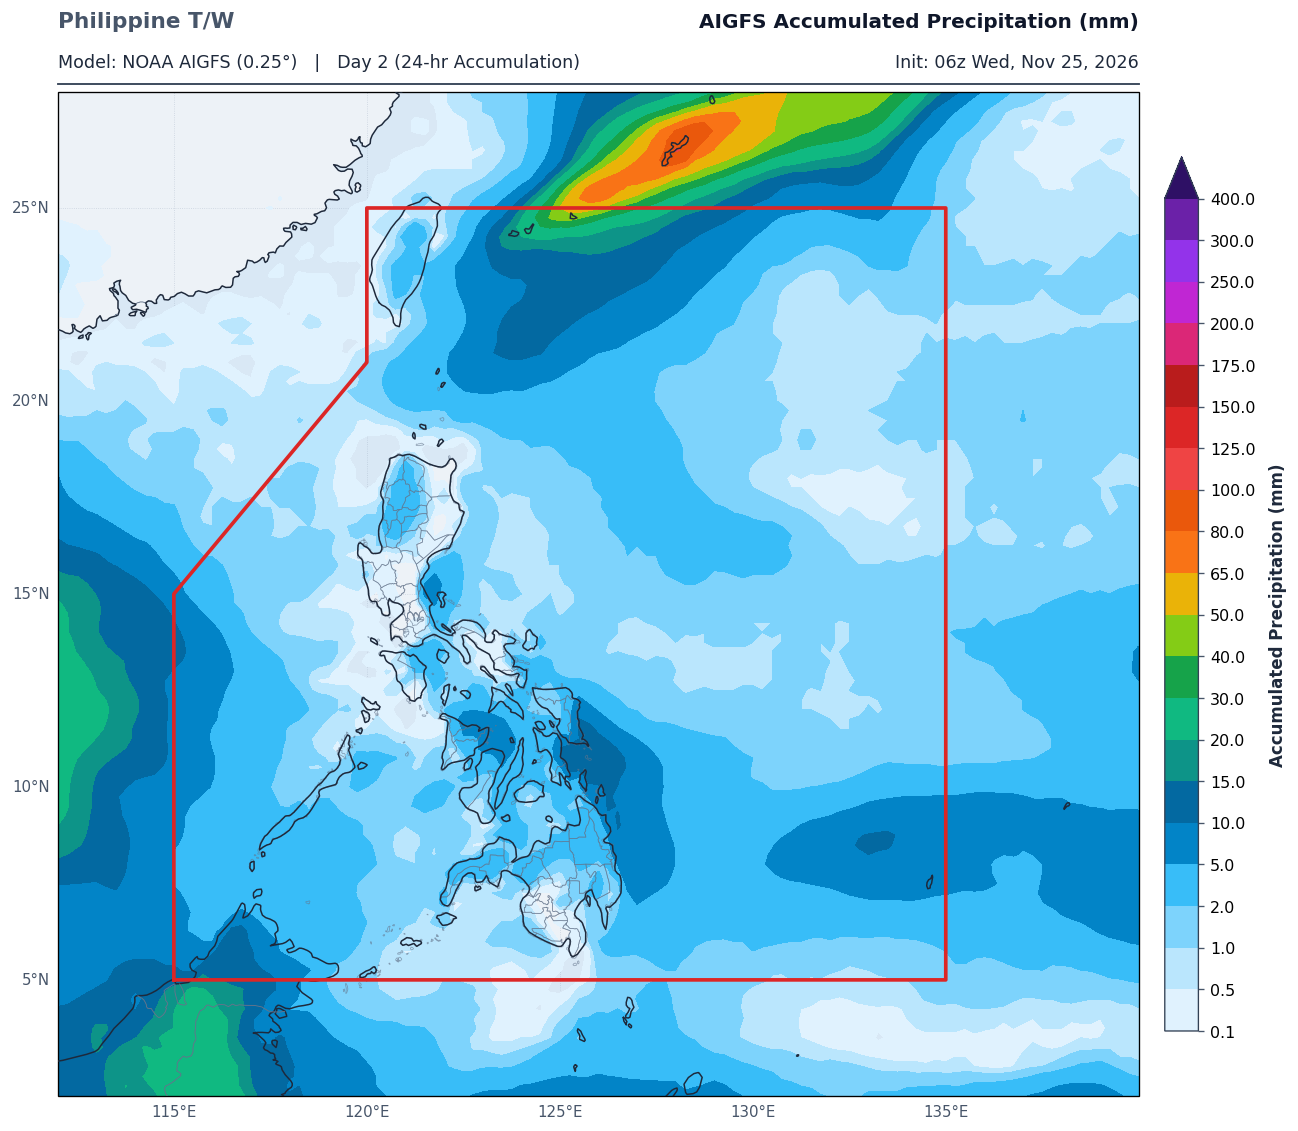 Philippine T/W
AIGFS Accumulated Precipitation (mm)
Model: NOAA AIGFS (0.25°) | Day 2 (24-hr Accumulation)
Init: 06z Wed, Nov 25, 2026
25°N
20°N
15°N
10°N
5°N
115°E
120°E
125°E
130°E
135°E
400.0
300.0
250.0
200.0
175.0
150.0
125.0
100.0
80.0
65.0
50.0
40.0
30.0
20.0
15.0
10.0
5.0
2.0
1.0
0.5
0.1
Accumulated Precipitation (mm)